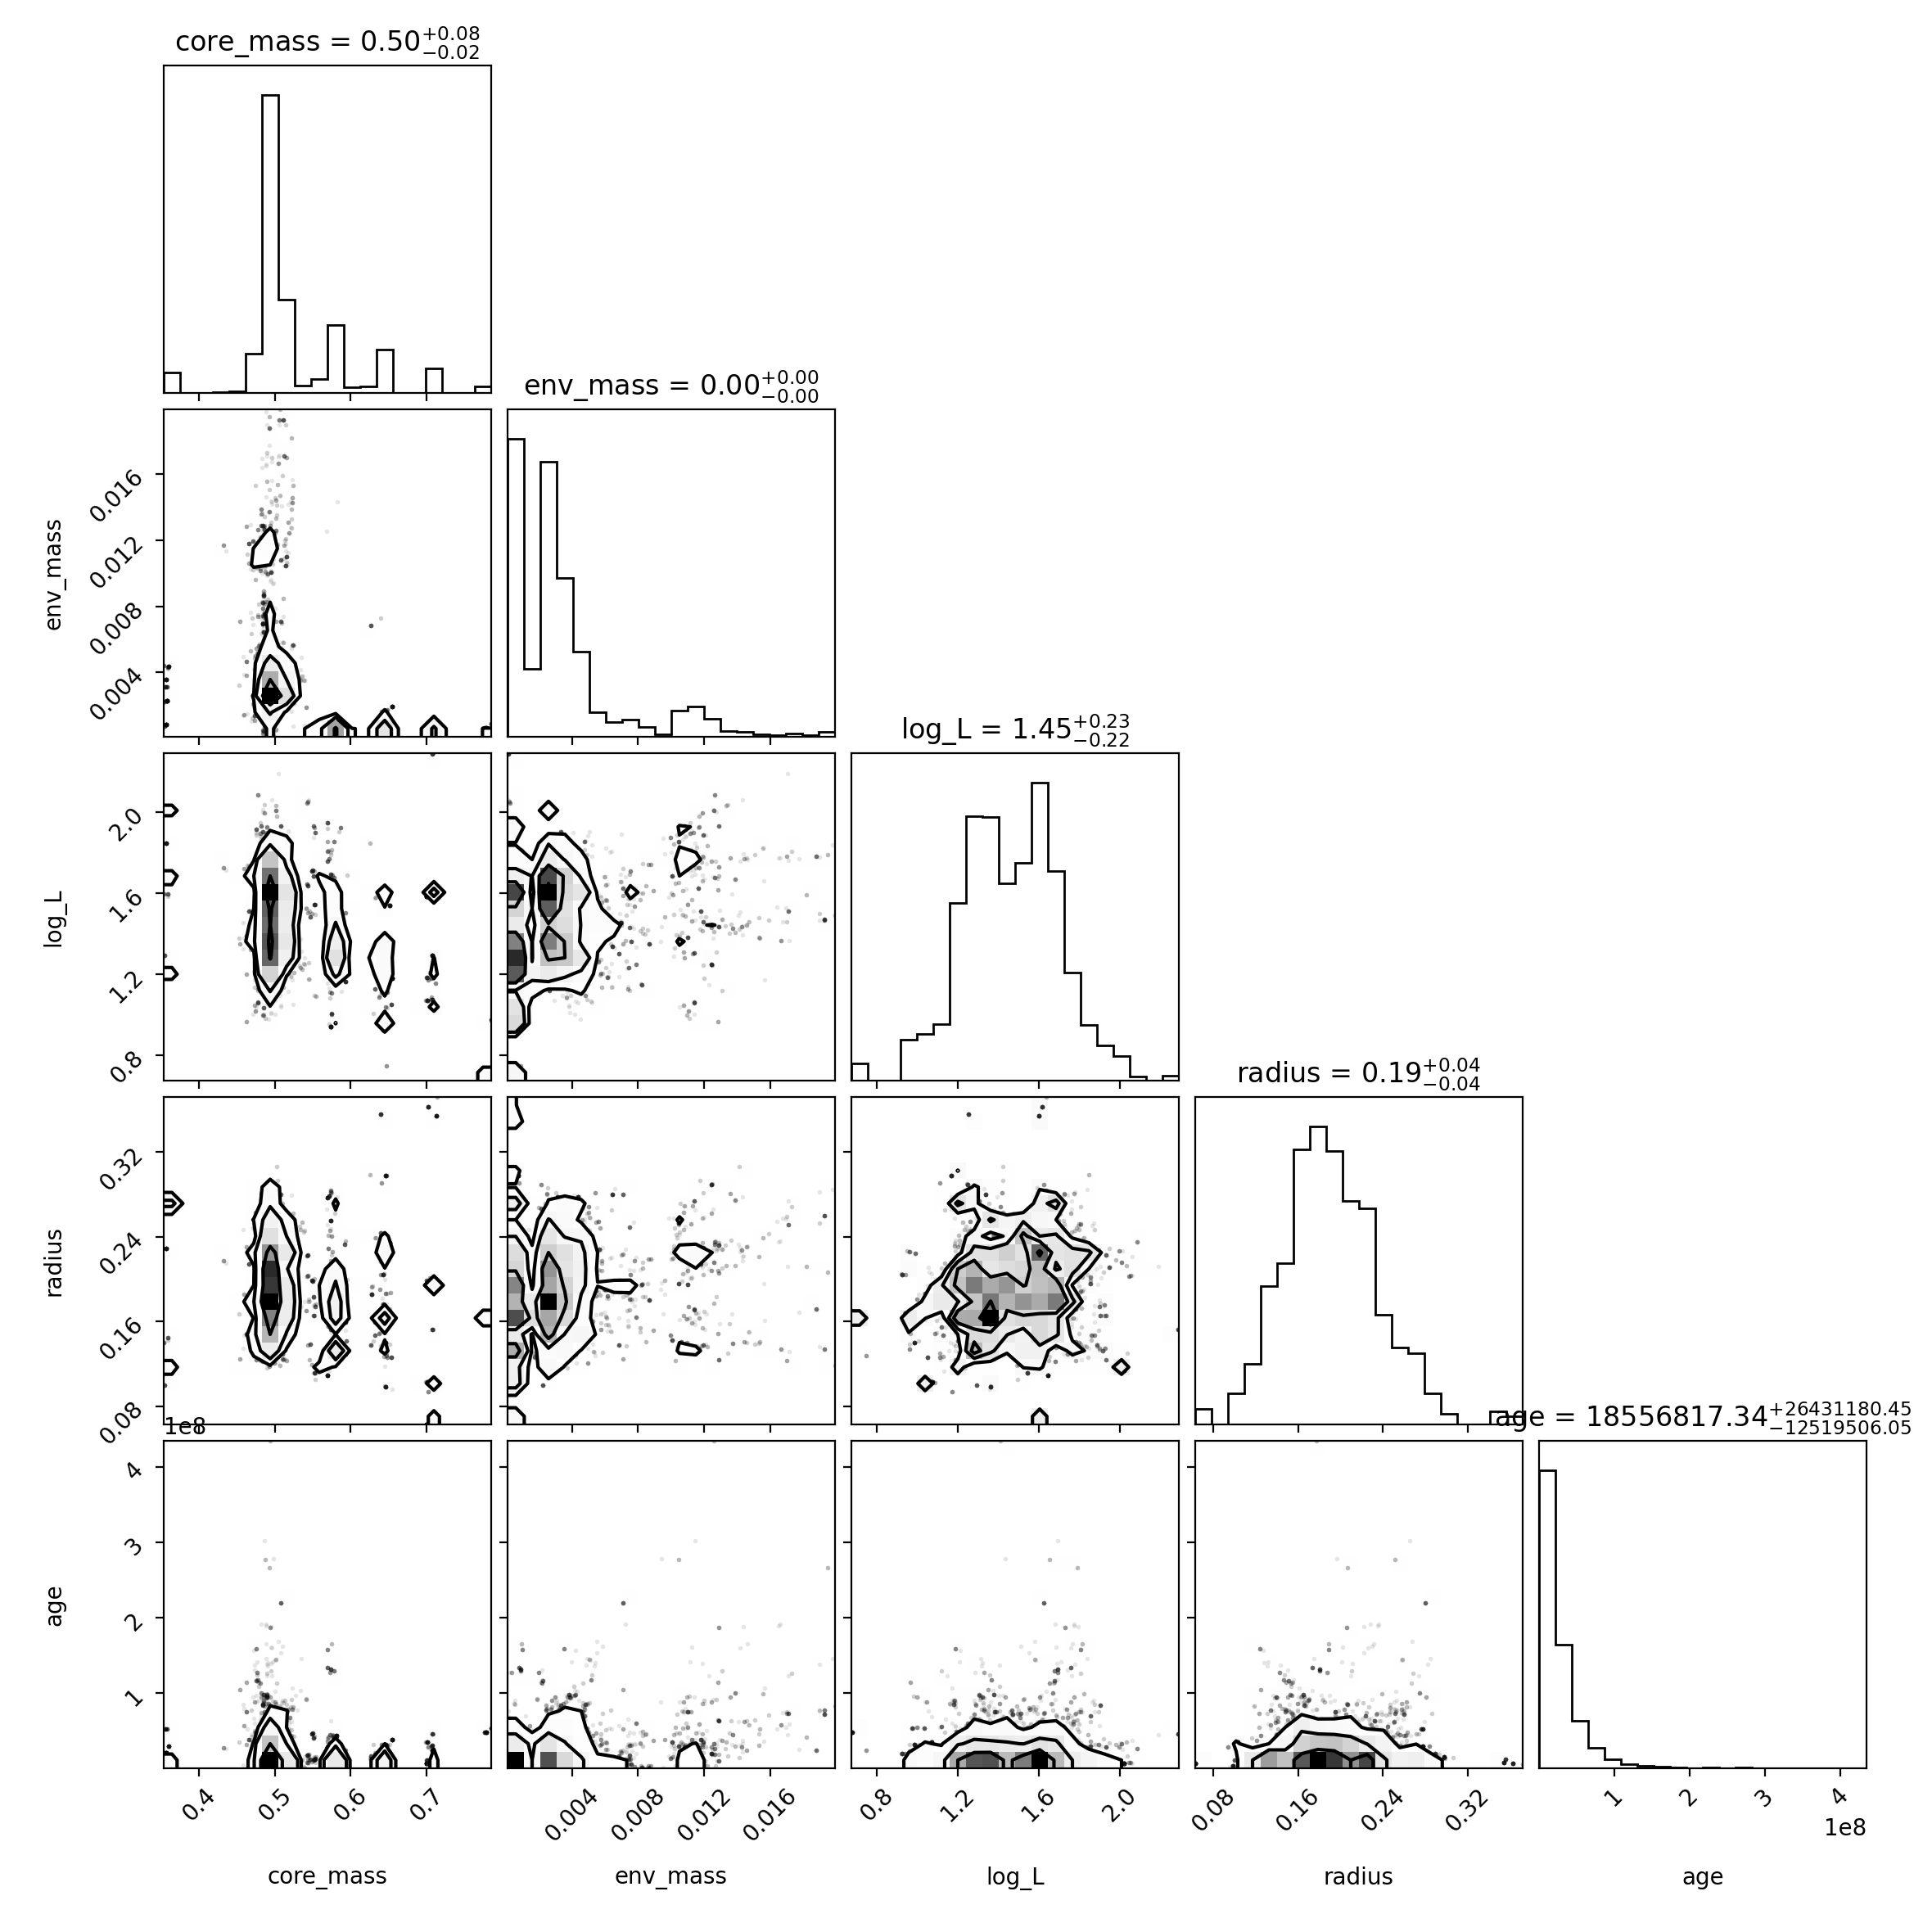 core_mass = 0.50+0.08 −0.02
env_mass = 0.00+0.00 −0.00
0.016
0.012
0.008
0.004
env_mass
log_L = 1.45+0.23 −0.22
2.0
1.6
1.2
0.8
log_L
radius = 0.19+0.04 −0.04
0.32
0.24
0.16
0.08
radius
1e8
age = 18556817.34+26431180.45 −12519506.05
4
3
2
1
age
0.4 0.5 0.6 0.7
0.004 0.008 0.012 0.016
0.8 1.2 1.6 2.0
0.08 0.16 0.24 0.32
1 2 3 4
1e8
core_mass env_mass log_L radius age